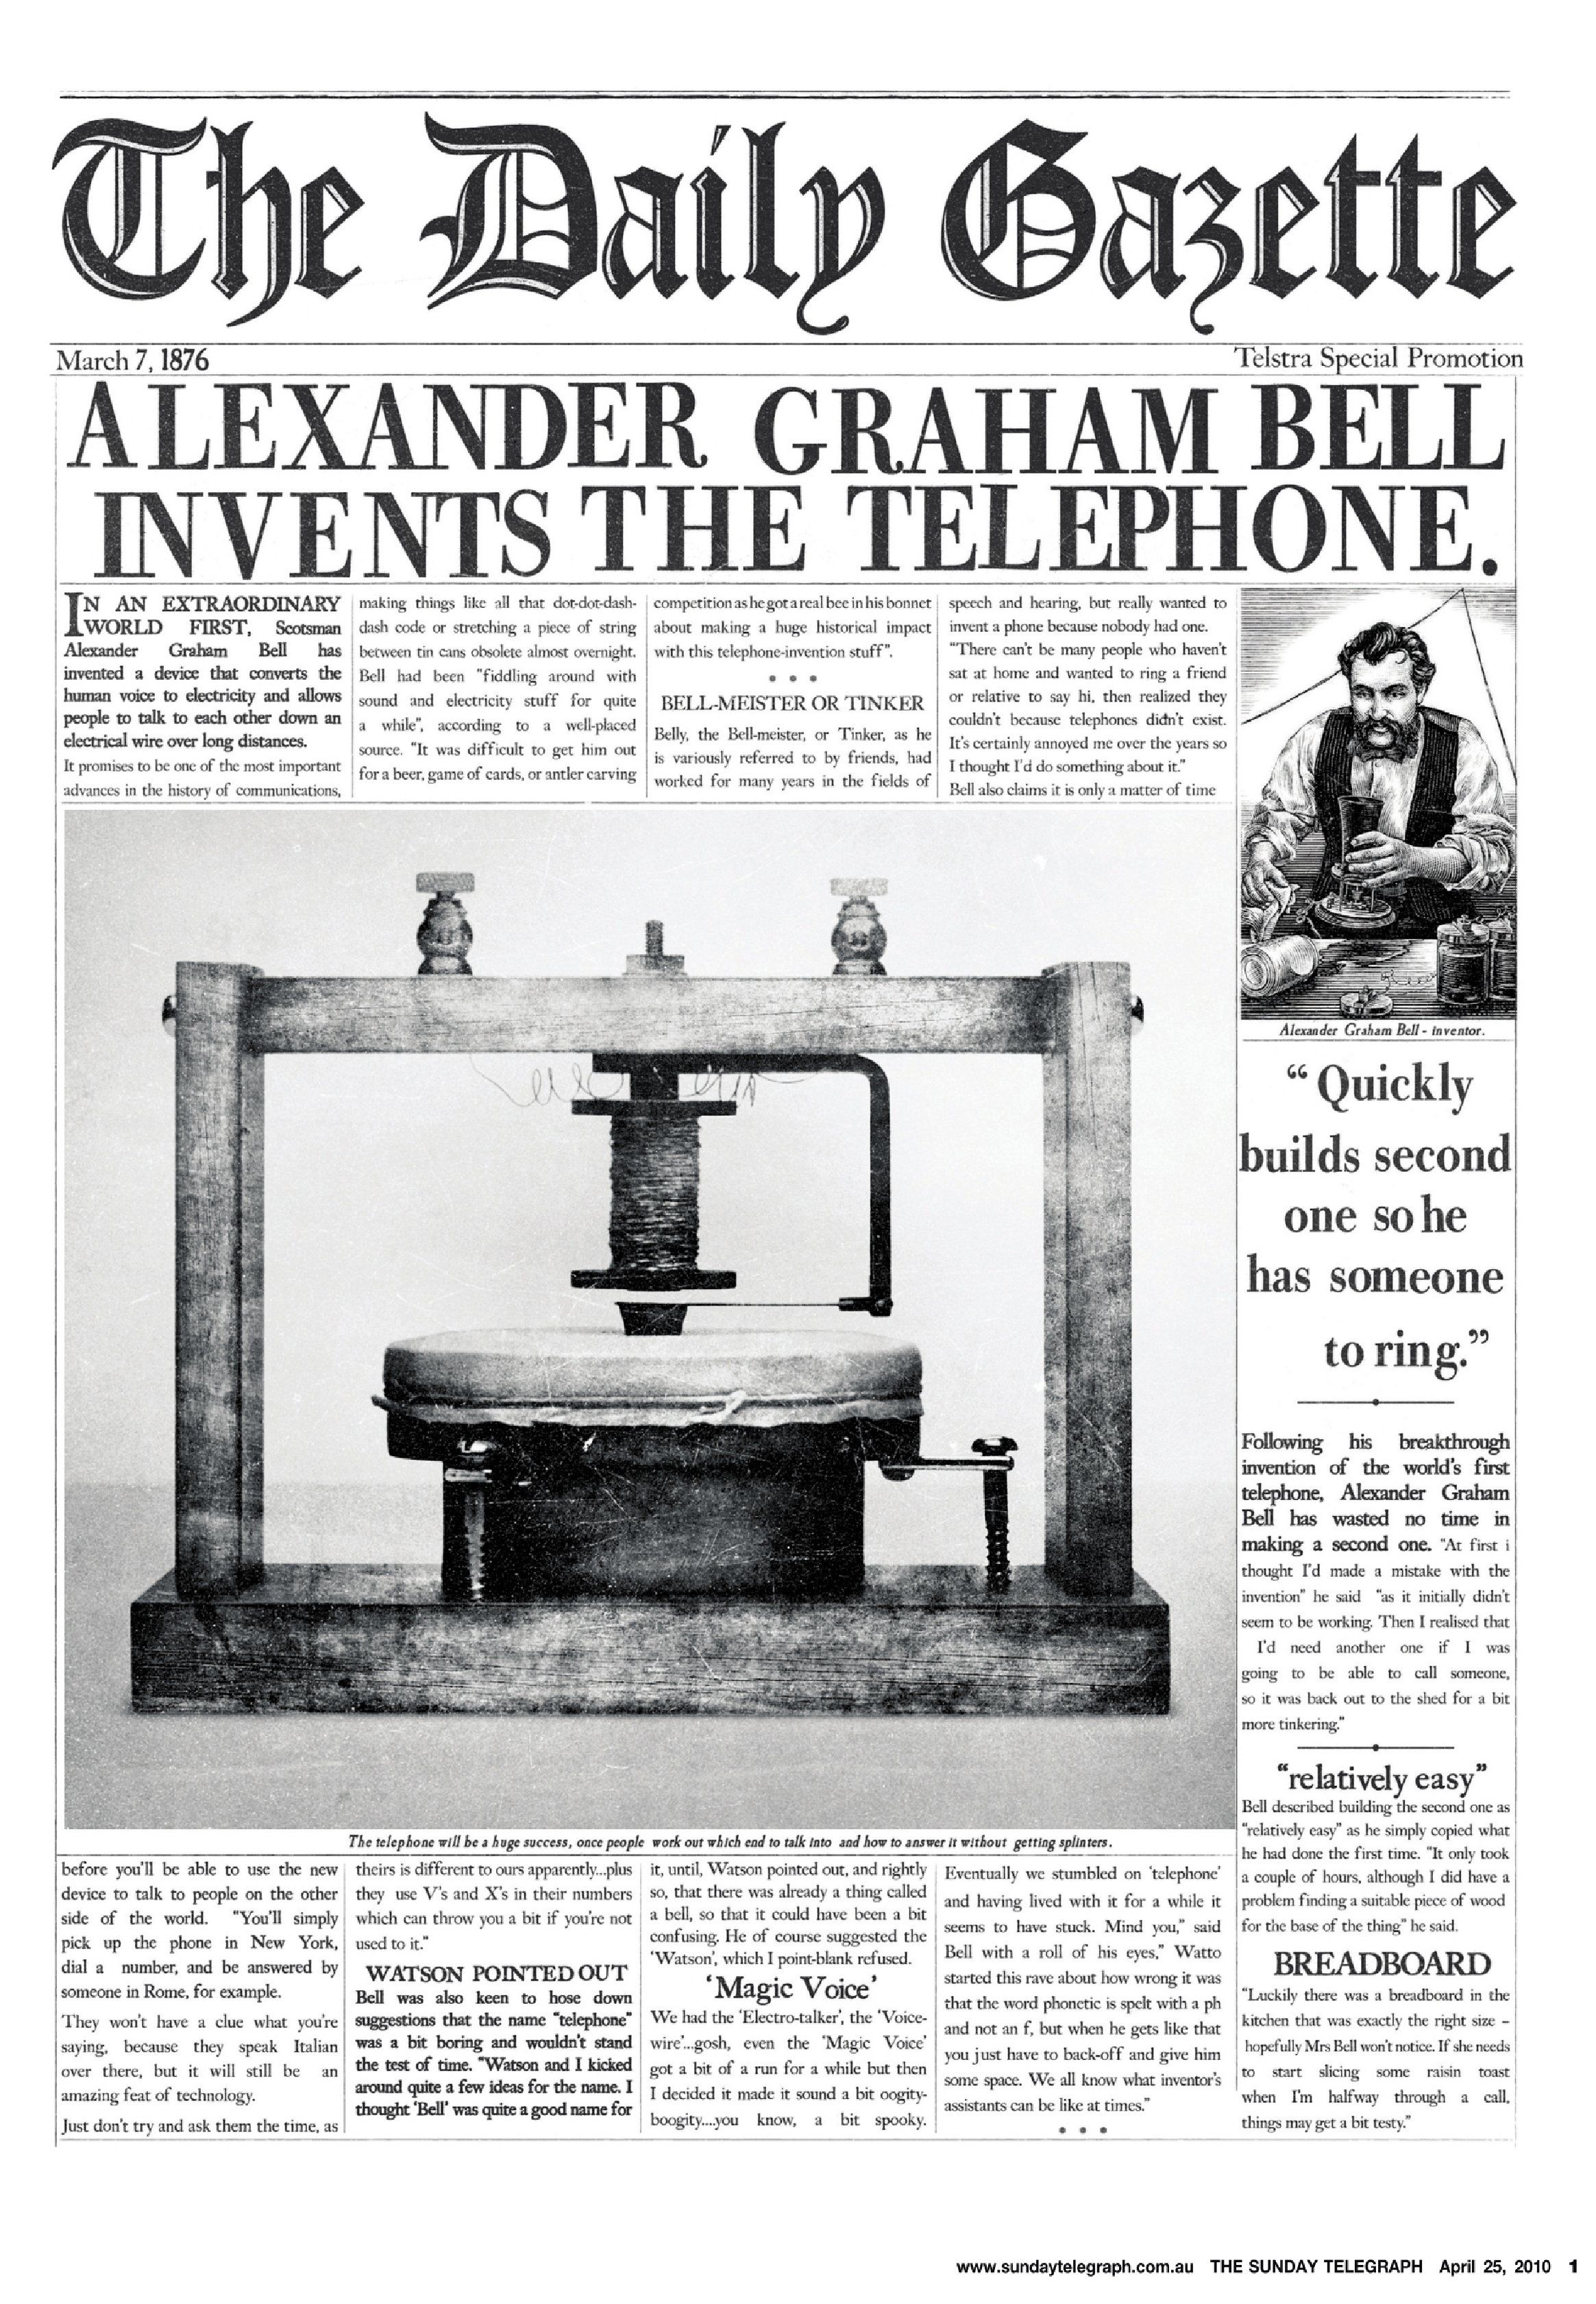 The Daily Gazette
March 7, 1876
Telstra Special Promotion
ALEXANDER GRAHAM BELL
INVENTS THE TELEPHONE.
IN AN EXTRAORDINARY
WORLD FIRST, Scotsman
Alexander Graham Bell has
invented a device that converts the
human voice to electricity and allows
people to talk to each other down an
electrical wire over long distances.
It promises to be one of the most important
advances in the history of communications,
making things like all that dot-dot-dash-
dash code or stretching a piece of string
between tin cans obsolete almost overnight.
Bell had been "fiddling around with
sound and electricity stuff for quite
a while", according to a well-placed
source. "It was difficult to get him out
for a beer, game of cards, or antler carving
competition as he got a real bee in his bonnet
about making a huge historical impact
with this telephone-invention stuff".
• • •
BELL-MEISTER OR TINKER
Belly, the Bell-meister, or Tinker, as he
is variously referred to by friends, had
worked for many years in the fields of
speech and hearing, but really wanted to
invent a phone because nobody had one.
"There can't be many people who haven't
sat at home and wanted to ring a friend
or relative to say hi, then realized they
couldn't because telephones didn't exist.
It's certainly annoyed me over the years so
I thought I'd do something about it."
Bell also claims it is only a matter of time
Alexander Graham Bell - inventor.
The telephone will be a huge success, once people work out which end to talk into and how to answer it without getting splinters.
before you'll be able to use the new
device to talk to people on the other
side of the world. "You'll simply
pick up the phone in New York,
dial a number, and be answered by
someone in Rome, for example.
They won't have a clue what you're
saying, because they speak Italian
over there, but it will still be an
amazing feat of technology.
Just don't try and ask them the time, as
theirs is different to ours apparently...plus
they use V's and X's in their numbers
which can throw you a bit if you're not
used to it."
WATSON POINTED OUT
Bell was also keen to hose down
suggestions that the name "telephone"
was a bit boring and wouldn't stand
the test of time. "Watson and I kicked
around quite a few ideas for the name. I
thought 'Bell' was quite a good name for
it, until, Watson pointed out, and rightly
so, that there was already a thing called
a bell, so that it could have been a bit
confusing. He of course suggested the
'Watson', which I point-blank refused.
'Magic Voice'
We had the 'Electro-talker', the 'Voice-
wire'...gosh, even the 'Magic Voice'
got a bit of a run for a while but then
I decided it made it sound a bit oogity-
boogity....you know, a bit spooky.
Eventually we stumbled on 'telephone'
and having lived with it for a while it
seems to have stuck. Mind you," said
Bell with a roll of his eyes," Watto
started this rave about how wrong it was
that the word phonetic is spelt with a ph
and not an f, but when he gets like that
you just have to back-off and give him
some space. We all know what inventor's
assistants can be like at times."
• • •
“ Quickly
builds second
one so he
has someone
to ring.”
Following his breakthrough
invention of the world's first
telephone, Alexander Graham
Bell has wasted no time in
making a second one. "At first i
thought I'd made a mistake with the
invention" he said "as it initially didn't
seem to be working. Then I realised that
I'd need another one if I was
going to be able to call someone,
so it was back out to the shed for a bit
more tinkering."
“relatively easy”
Bell described building the second one as
"relatively easy" as he simply copied what
he had done the first time. "It only took
a couple of hours, although I did have a
problem finding a suitable piece of wood
for the base of the thing" he said.
BREADBOARD
"Luckily there was a breadboard in the
kitchen that was exactly the right size –
hopefully Mrs Bell won't notice. If she needs
to start slicing some raisin toast
when I'm halfway through a call,
things may get a bit testy."
www.sundaytelegraph.com.au THE SUNDAY TELEGRAPH April 25, 2010 1